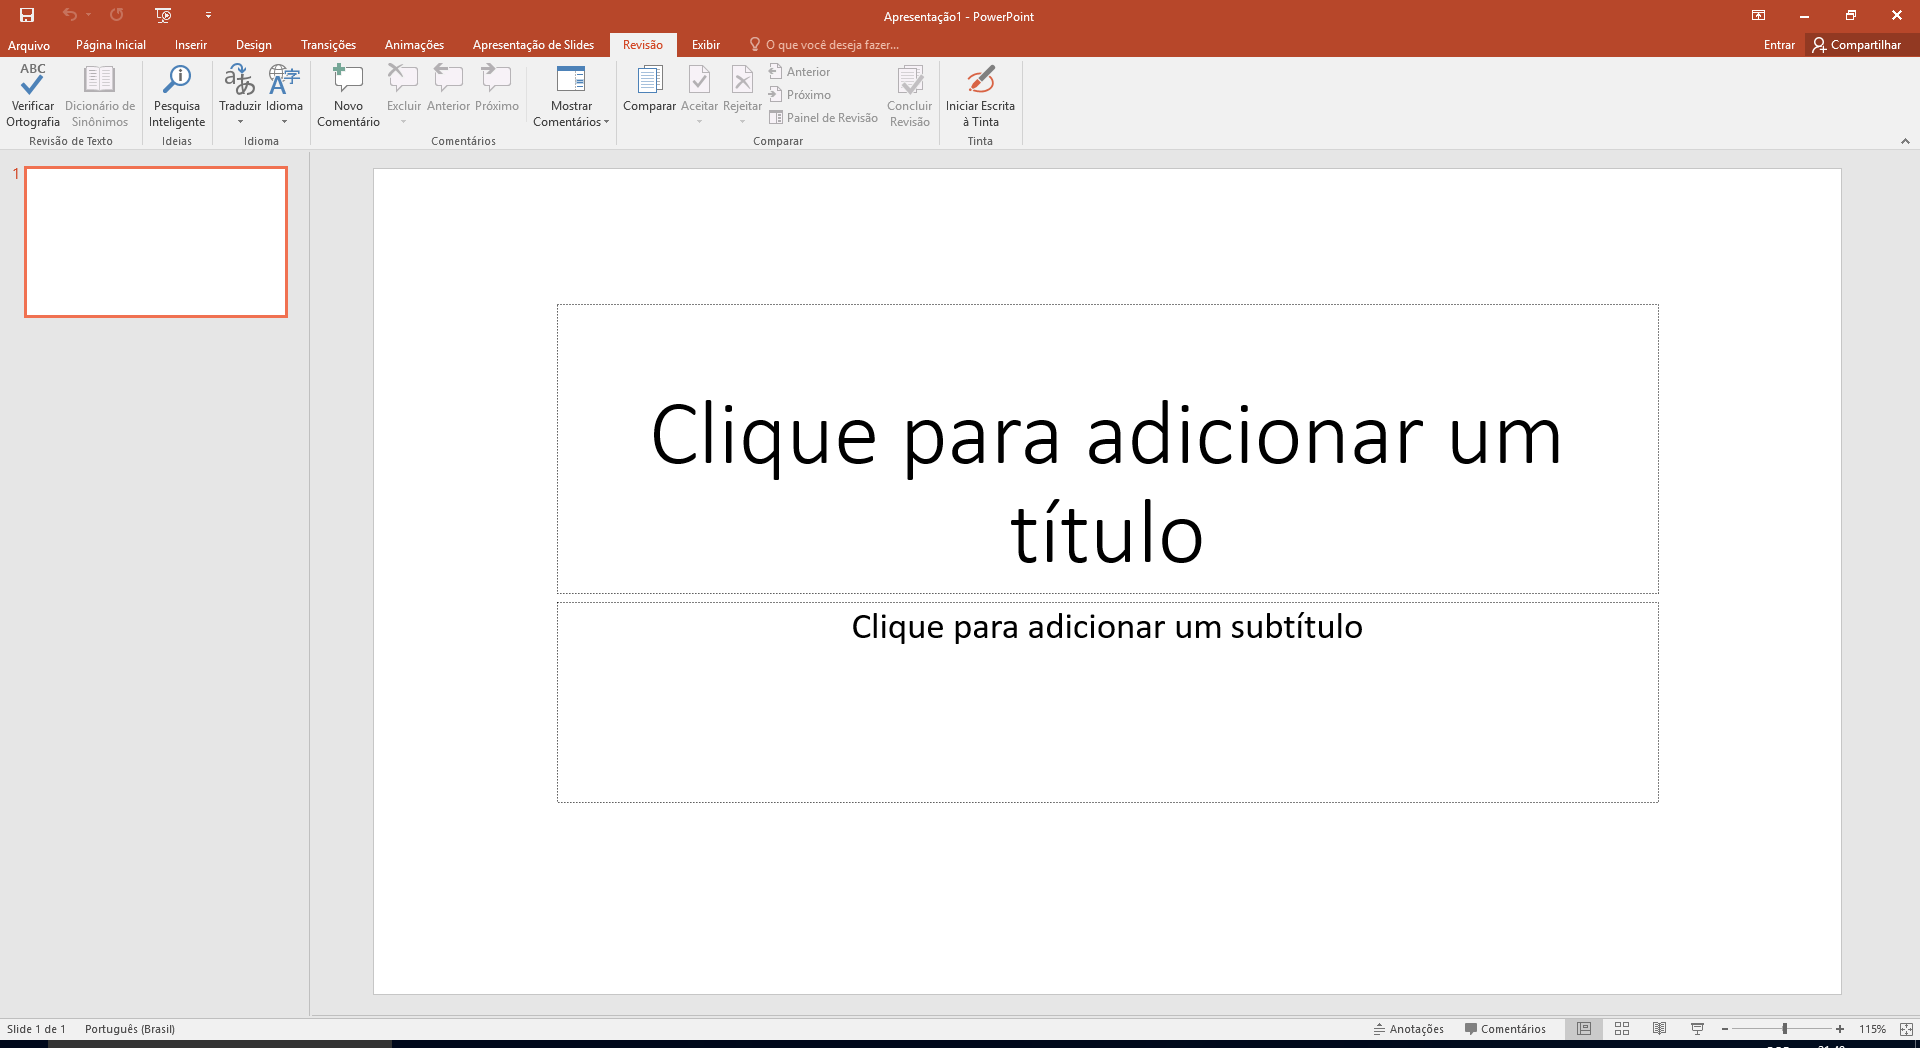 Apresentação1 - PowerPoint
Arquivo Página Inicial Inserir Design Transições Animações Apresentação de Slides Revisão Exibir O que você deseja fazer... Entrar Compartilhar
ABC
Verificar Ortografia
Dicionário de Sinônimos
Revisão de Texto
Pesquisa Inteligente
Ideias
Traduzir
Idioma
Idioma
Novo Comentário
Excluir
Anterior
Próximo
Mostrar Comentários
Comentários
Comparar
Aceitar
Rejeitar
Anterior
Próximo
Painel de Revisão
Concluir Revisão
Comparar
Iniciar Escrita à Tinta
Tinta
1
Clique para adicionar um
título
Clique para adicionar um subtítulo
Slide 1 de 1 Português (Brasil) Anotações Comentários 115%